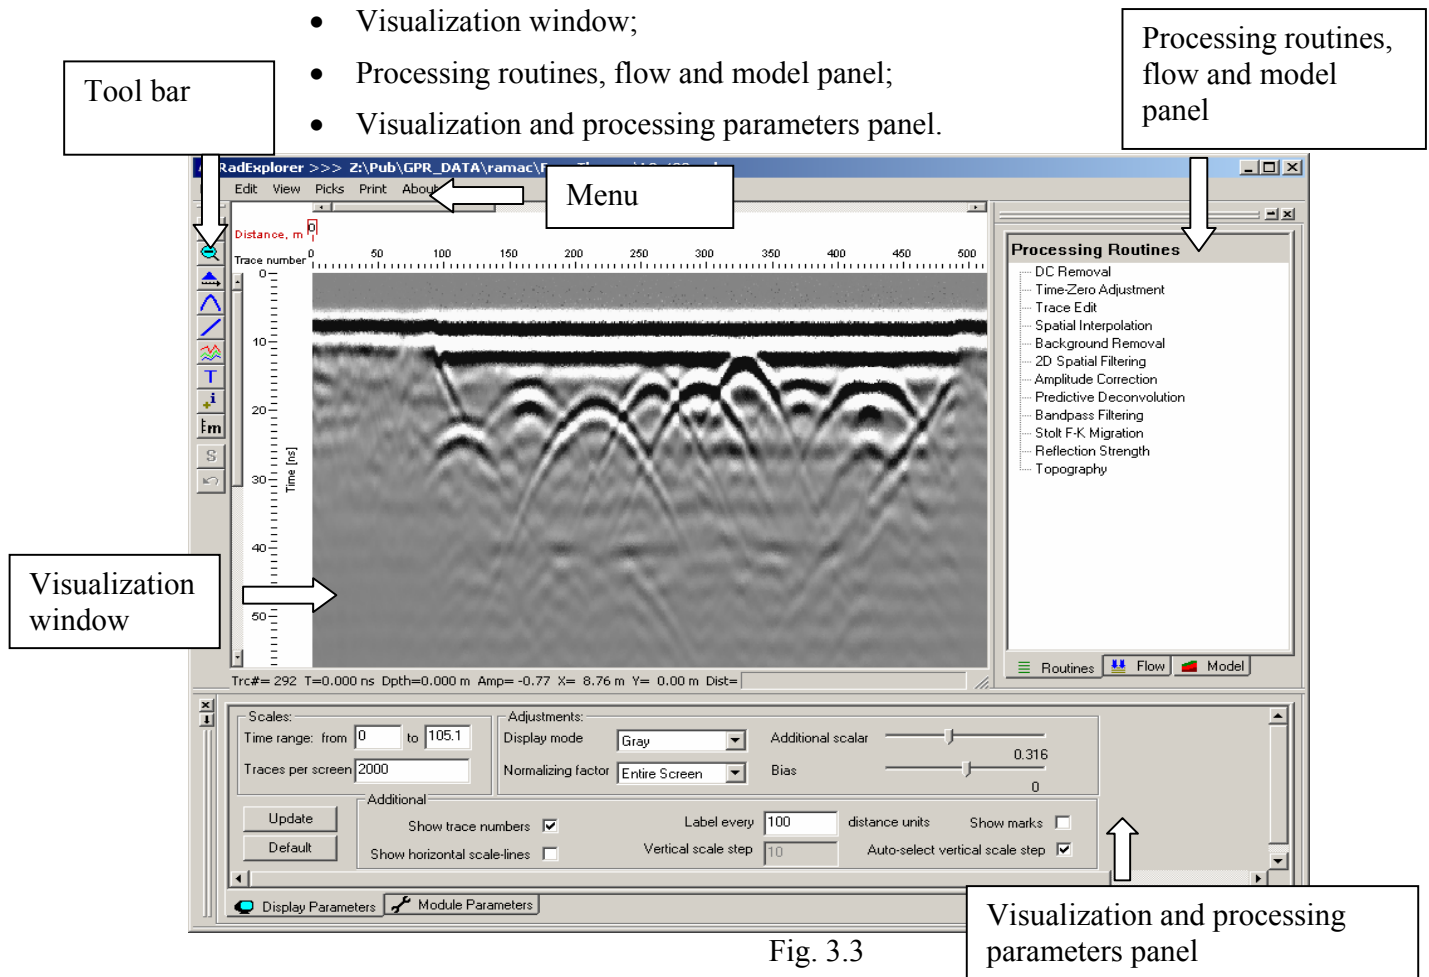 • Visualization window;
• Processing routines, flow and model panel;
• Visualization and processing parameters panel.
Tool bar
Processing routines,
flow and model
panel
RadExplorer >>> Z:\Pub\GPR_DATA\ramac\
Edit View Picks Print About
Menu
Distance, m 0
Trace number 0 50 100 150 200 250 300 350 400 450 500
0
10
20
30
40
50
Time [ns]
T
i
m
S
Processing Routines
DC Removal
Time-Zero Adjustment
Trace Edit
Spatial Interpolation
Background Removal
2D Spatial Filtering
Amplitude Correction
Predictive Deconvolution
Bandpass Filtering
Stolt F-K Migration
Reflection Strength
Topography
Routines Flow Model
Visualization
window
Trc#= 292 T=0.000 ns Dpth=0.000 m Amp= -0.77 X= 8.76 m Y= 0.00 m Dist=
Scales:
Time range: from 0 to 105.1
Traces per screen 2000
Adjustments:
Display mode Gray
Normalizing factor Entire Screen
Additional scalar
0.316
Bias
0
Update
Default
Additional
Show trace numbers
Label every 100 distance units Show marks
Show horizontal scale-lines
Vertical scale step 10 Auto-select vertical scale step
Display Parameters Module Parameters
Visualization and processing
parameters panel
Fig. 3.3